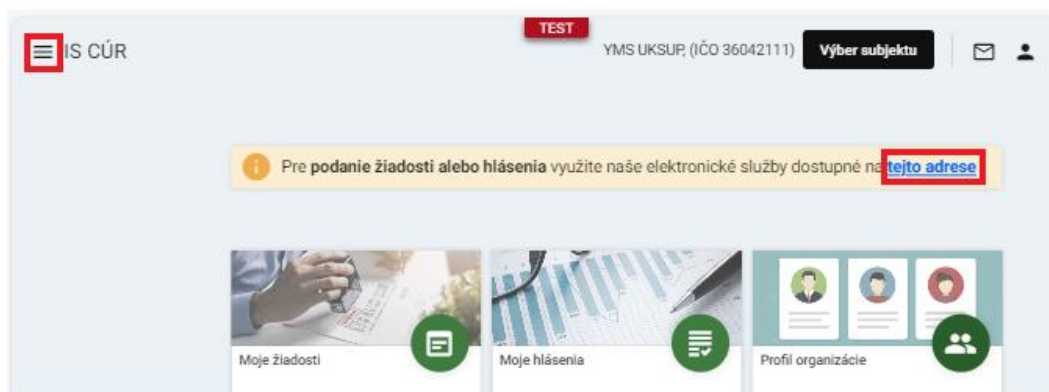 TEST
IS CÚR
YMS UKSUP, (IČO 36042111) Výber subjektu
Pre podanie žiadosti alebo hlásenia využite naše elektronické služby dostupné na tejto adrese
Moje žiadosti
Moje hlásenia
Profil organizácie